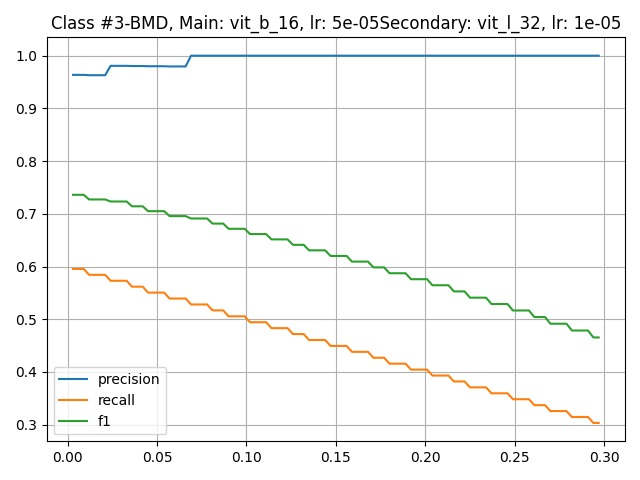 Class #3-BMD, Main: vit_b_16, lr: 5e-05Secondary: vit_l_32, lr: 1e-05
1.0
0.9
0.8
0.7
0.6
0.5
0.4
0.3
precision
recall
f1
0.00 0.05 0.10 0.15 0.20 0.25 0.30